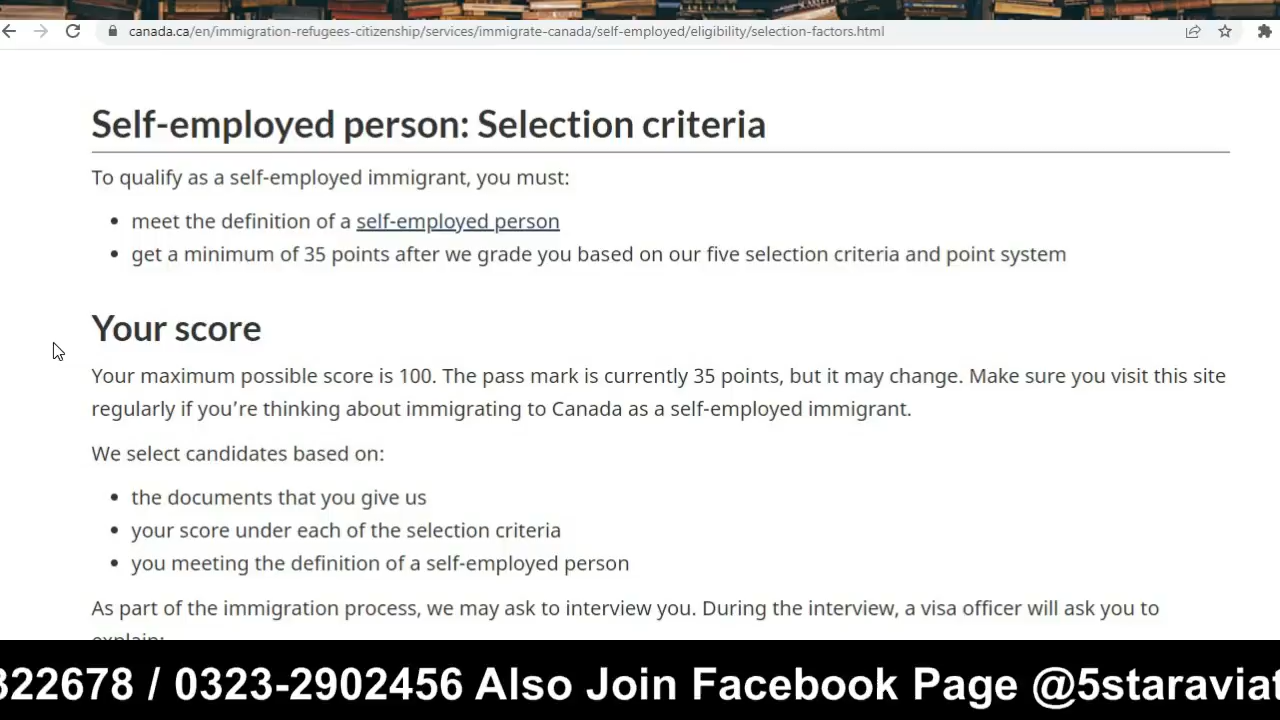 canada.ca/en/immigration-refugees-citizenship/services/immigrate-canada/self-employed/eligibility/selection-factors.html
Self-employed person: Selection criteria
To qualify as a self-employed immigrant, you must:
• meet the definition of a self-employed person
• get a minimum of 35 points after we grade you based on our five selection criteria and point system
Your score
Your maximum possible score is 100. The pass mark is currently 35 points, but it may change. Make sure you visit this site
regularly if you’re thinking about immigrating to Canada as a self-employed immigrant.
We select candidates based on:
• the documents that you give us
• your score under each of the selection criteria
• you meeting the definition of a self-employed person
As part of the immigration process, we may ask to interview you. During the interview, a visa officer will ask you to
explain:
822678 / 0323-2902456 Also Join Facebook Page @5staraviat